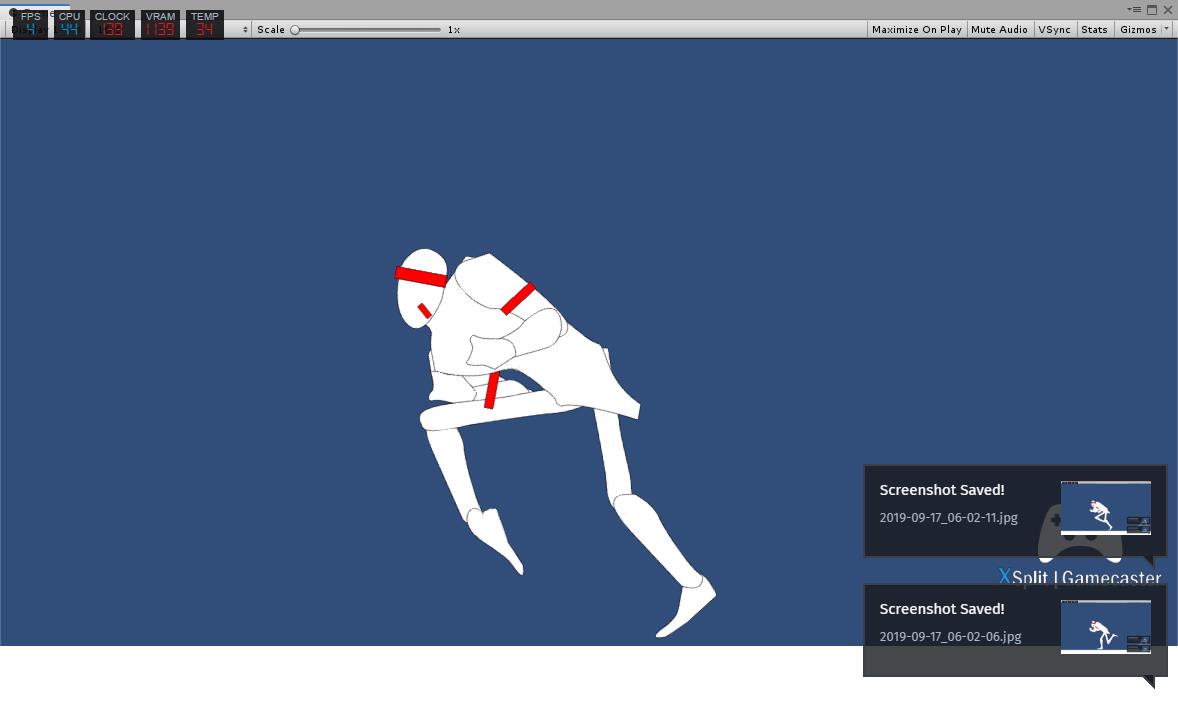 FPS CPU CLOCK VRAM TEMP
4 44 139 1139 34
Scale 1x Maximize On Play Mute Audio VSync Stats Gizmos
Screenshot Saved!
2019-09-17_06-02-11.jpg
XSplit | Gamecaster
Screenshot Saved!
2019-09-17_06-02-06.jpg